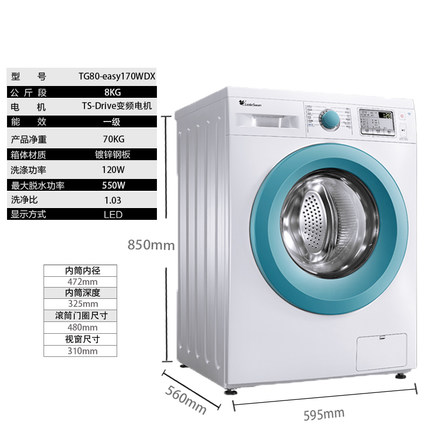 型 号 TG80-easy170WDX
公 斤 段 8KG
电 机 TS-Drive变频电机
能 效 一级
产品净重 70KG
箱体材质 镀锌钢板
洗涤功率 120W
最大脱水功率 550W
洗净比 1.03
显示方式 LED
LittleSwan
850mm
内筒内径
472mm
内筒深度
325mm
滚筒门圈尺寸
480mm
视窗尺寸
310mm
560mm
595mm